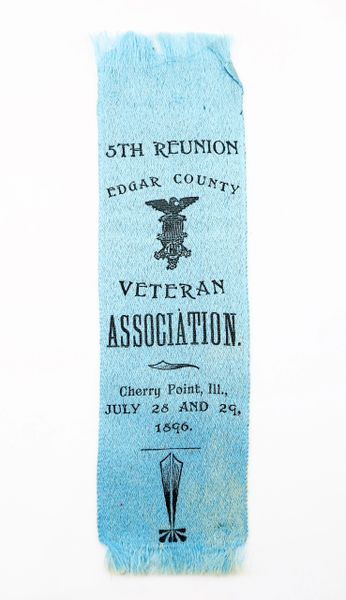 5TH REUNION
EDGAR COUNTY
VETERAN
ASSOCIATION.
Cherry Point, Ill.,
JULY 28 AND 29,
1896.